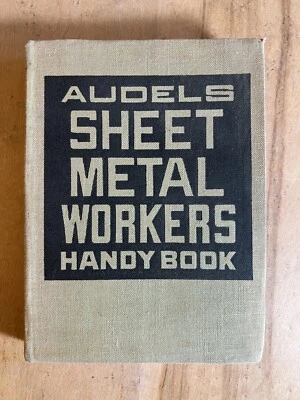 AUDELS
SHEET
METAL
WORKERS
HANDY BOOK